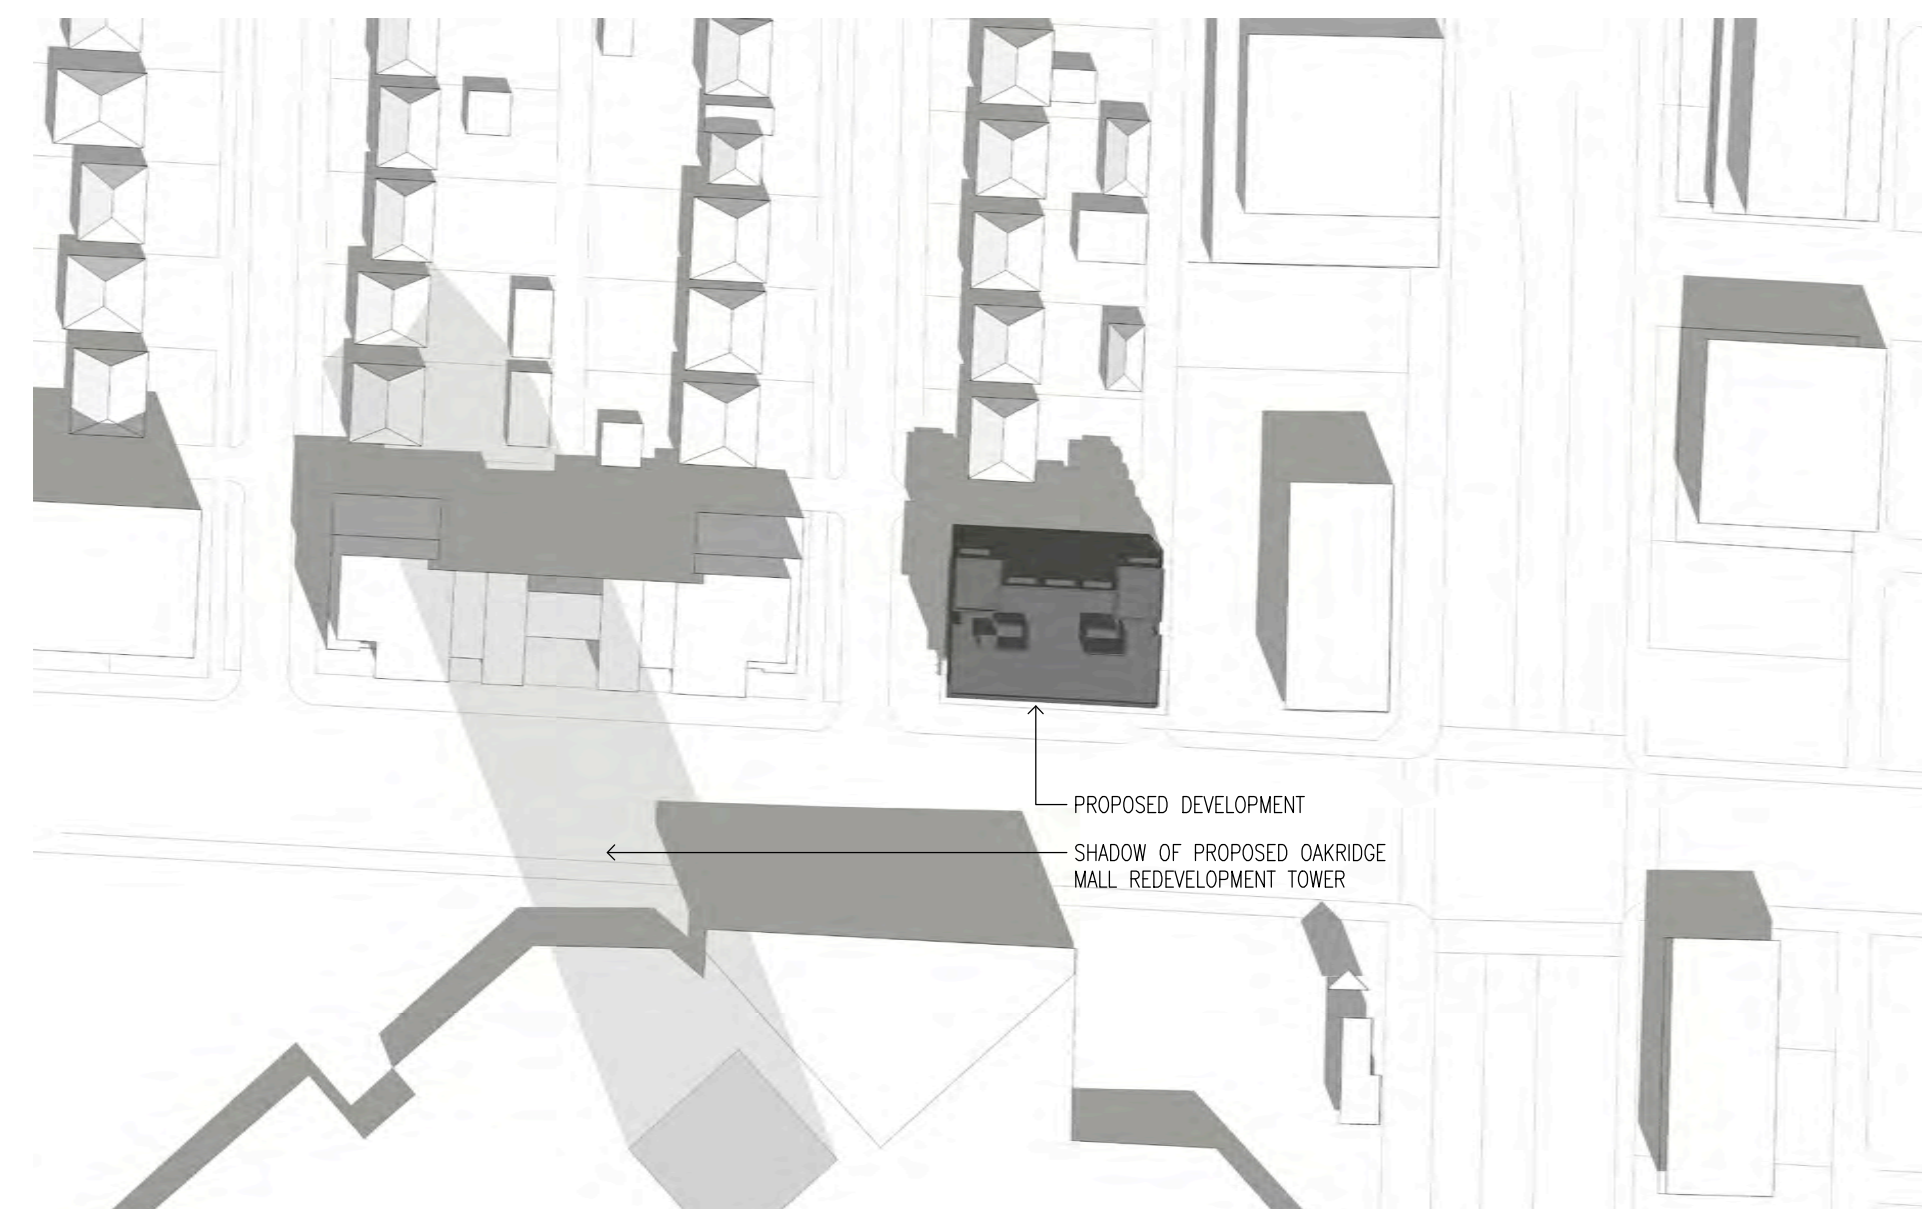 PROPOSED DEVELOPMENT
SHADOW OF PROPOSED OAKRIDGE
MALL REDEVELOPMENT TOWER